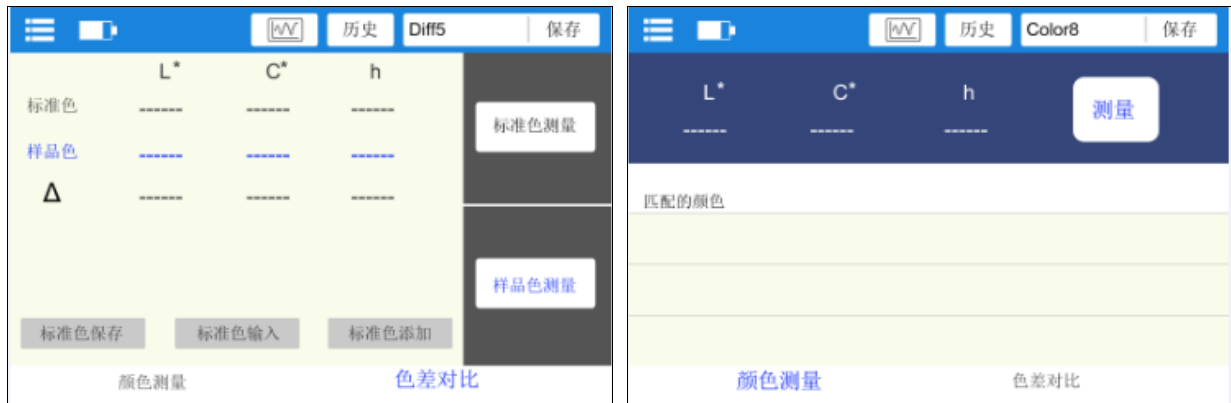 历史 Diff5 保存
L* C* h
标准色 ------ ------ ------
样品色 ------ ------ ------
Δ ------ ------ ------
标准色测量
样品色测量
标准色保存 标准色输入 标准色添加
颜色测量 色差对比
历史 Color8 保存
L* C* h
------ ------ ------
测量
匹配的颜色
颜色测量 色差对比